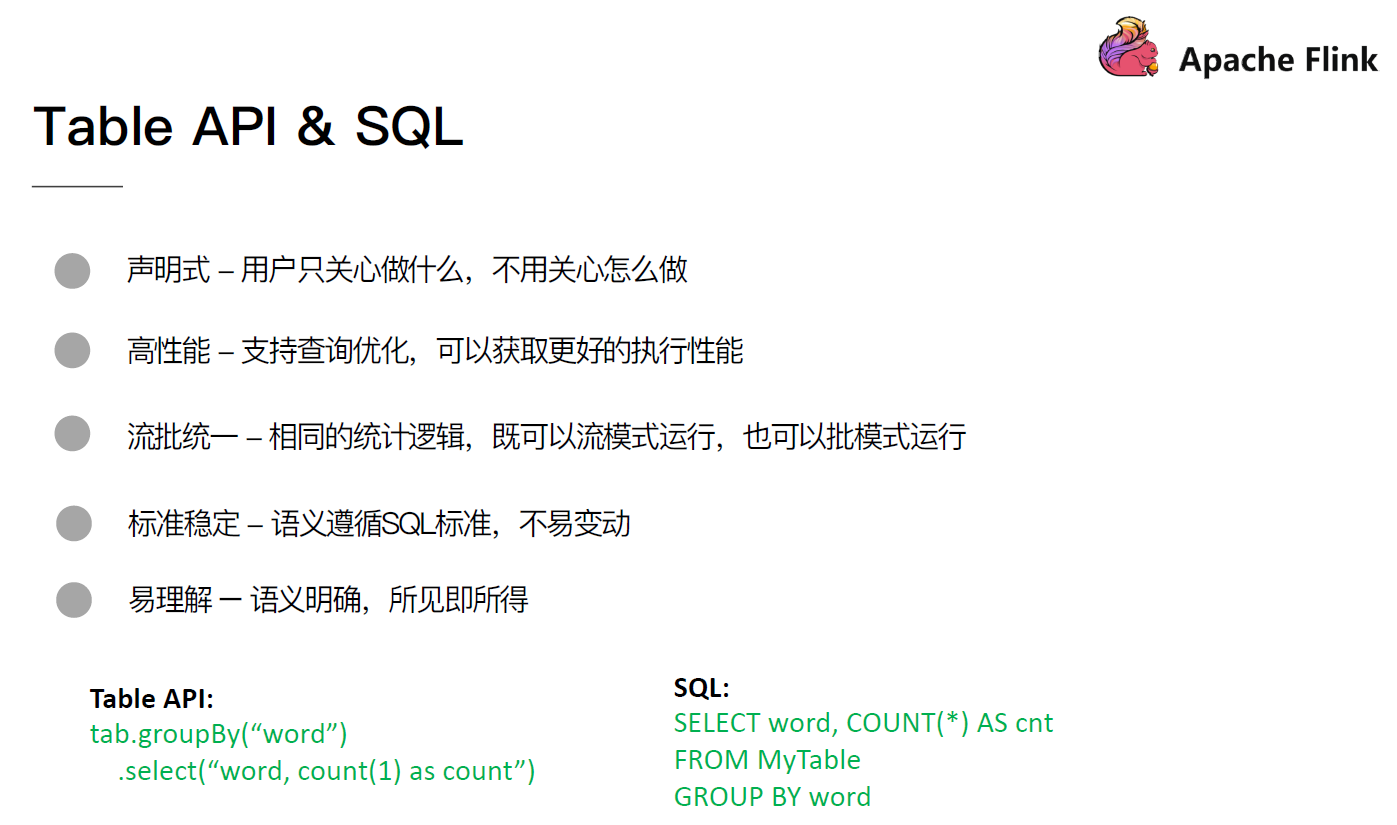 Apache Flink
Table API & SQL
声明式 – 用户只关心做什么，不用关心怎么做
高性能 – 支持查询优化，可以获取更好的执行性能
流批统一 – 相同的统计逻辑，既可以流模式运行，也可以批模式运行
标准稳定 – 语义遵循SQL标准，不易变动
易理解 — 语义明确，所见即所得
Table API:
tab.groupBy(“word”)
.select(“word, count(1) as count”)
SQL:
SELECT word, COUNT(*) AS cnt
FROM MyTable
GROUP BY word